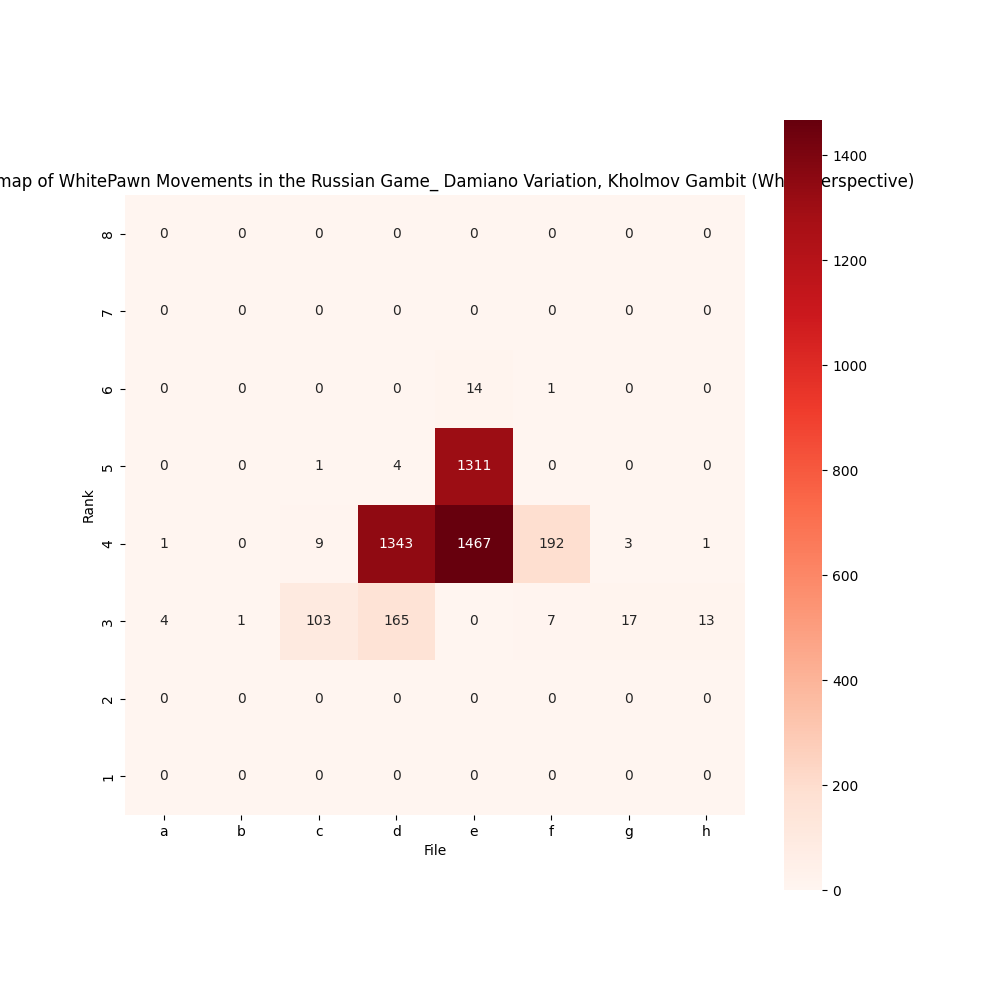 map of WhitePawn Movements in the Russian Game_ Damiano Variation, Kholmov Gambit (Wh erspective)
8 0 0 0 0 0 0 0 0
7 0 0 0 0 0 0 0 0
6 0 0 0 0 14 1 0 0
5 0 0 1 4 1311 0 0 0
4 1 0 9 1343 1467 192 3 1
3 4 1 103 165 0 7 17 13
2 0 0 0 0 0 0 0 0
1 0 0 0 0 0 0 0 0
a b c d e f g h
File
Rank
1400
1200
1000
800
600
400
200
0